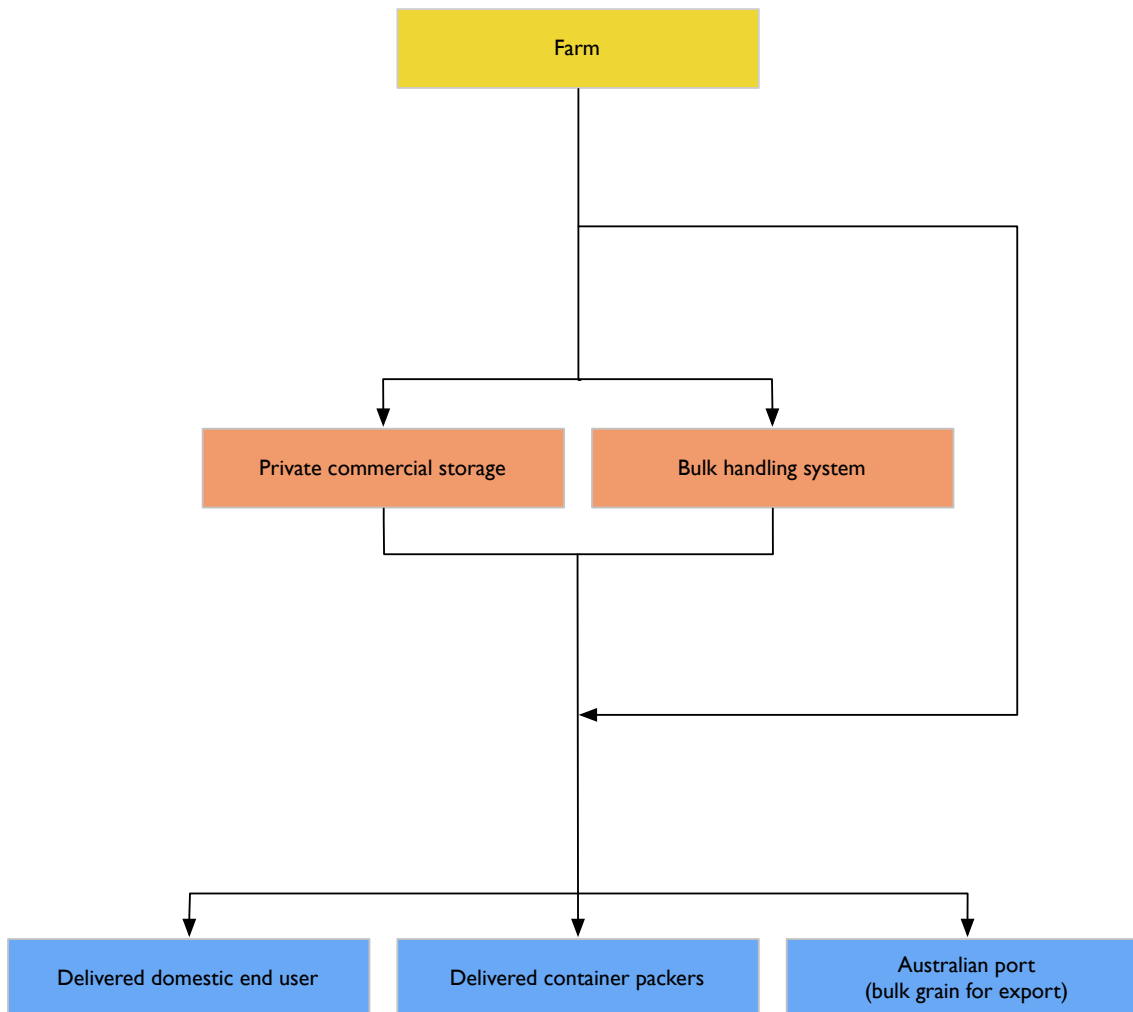 Farm
Private commercial storage
Bulk handling system
Delivered domestic end user
Delivered container packers
Australian port
(bulk grain for export)